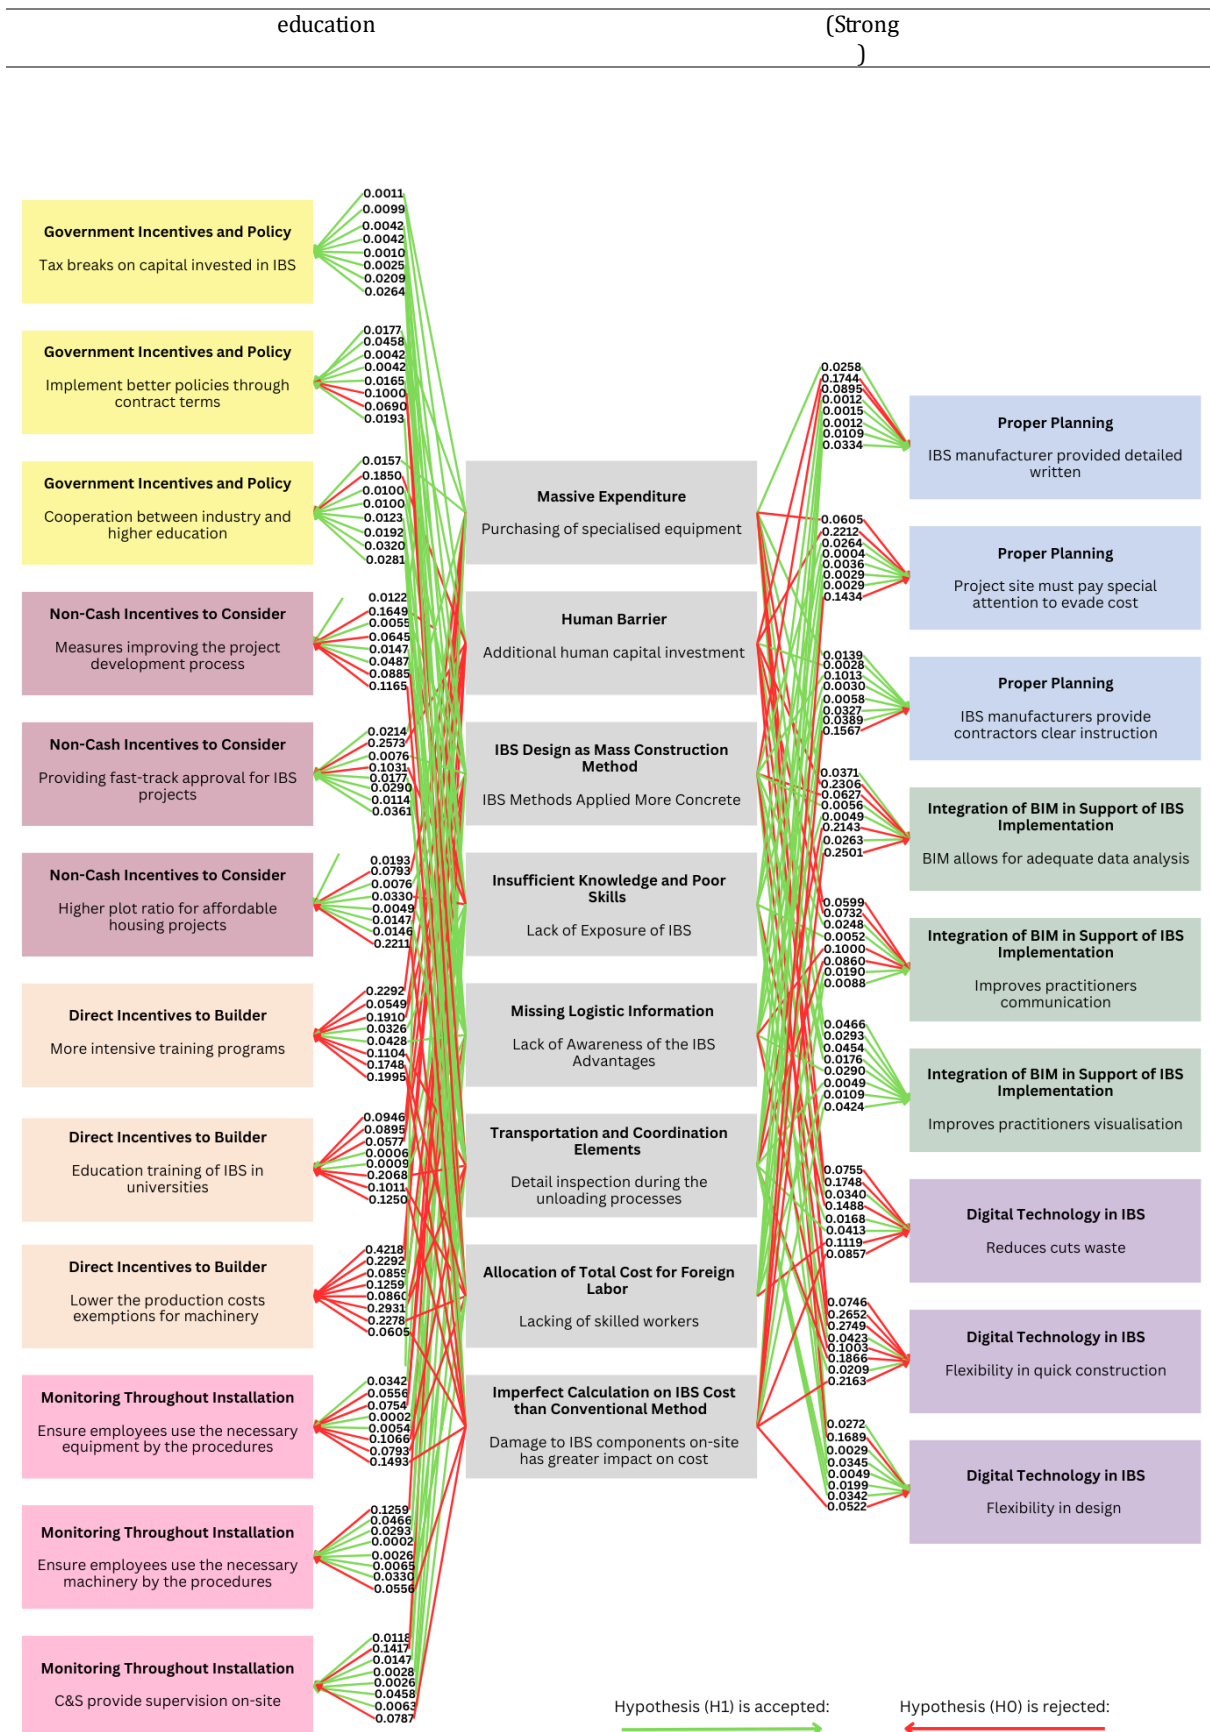 education
(Strong
)
0.0011
0.0099
0.0042
0.0042
0.0010
0.0025
0.0209
0.0264
Government Incentives and Policy
Tax breaks on capital invested in IBS
0.0177
0.0458
0.0042
0.0042
0.0165
0.1000
0.0690
0.0193
Government Incentives and Policy
Implement better policies through
contract terms
0.0157
0.1850
0.0100
0.0100
0.0123
0.0192
0.0320
0.0281
Government Incentives and Policy
Cooperation between industry and
higher education
0.0122
0.1649
0.0055
0.0645
0.0147
0.0487
0.0885
0.1165
Non-Cash Incentives to Consider
Measures improving the project
development process
0.0214
0.2573
0.0076
0.1031
0.0177
0.0290
0.0114
0.0361
Non-Cash Incentives to Consider
Providing fast-track approval for IBS
projects
0.0193
0.0793
0.0076
0.0330
0.0049
0.0147
0.0146
0.2211
Non-Cash Incentives to Consider
Higher plot ratio for affordable
housing projects
0.2292
0.0549
0.1910
0.0326
0.0428
0.1104
0.1748
0.1995
Direct Incentives to Builder
More intensive training programs
0.0946
0.0895
0.0577
0.0006
0.0009
0.2068
0.1011
0.1250
Direct Incentives to Builder
Education training of IBS in
universities
0.4218
0.2292
0.0859
0.1259
0.0860
0.2931
0.2278
0.0605
Direct Incentives to Builder
Lower the production costs
exemptions for machinery
0.0342
0.0556
0.0754
0.0002
0.0054
0.1066
0.0793
0.1493
Monitoring Throughout Installation
Ensure employees use the necessary
equipment by the procedures
0.1259
0.0466
0.0293
0.0002
0.0026
0.0065
0.0330
0.0556
Monitoring Throughout Installation
Ensure employees use the necessary
machinery by the procedures
0.0118
0.1417
0.0147
0.0028
0.0026
0.0458
0.0063
0.0787
Monitoring Throughout Installation
C&S provide supervision on-site
Massive Expenditure
Purchasing of specialised equipment
Human Barrier
Additional human capital investment
IBS Design as Mass Construction
Method
IBS Methods Applied More Concrete
Insufficient Knowledge and Poor
Skills
Lack of Exposure of IBS
Missing Logistic Information
Lack of Awareness of the IBS
Advantages
Transportation and Coordination
Elements
Detail inspection during the
unloading processes
Allocation of Total Cost for Foreign
Labor
Lacking of skilled workers
Imperfect Calculation on IBS Cost
than Conventional Method
Damage to IBS components on-site
has greater impact on cost
0.0258
0.1744
0.0895
0.0012
0.0015
0.0012
0.0109
0.0334
Proper Planning
IBS manufacturer provided detailed
written
0.0605
0.2212
0.0264
0.0004
0.0036
0.0029
0.0029
0.1434
Proper Planning
Project site must pay special
attention to evade cost
0.0139
0.0028
0.1013
0.0030
0.0058
0.0327
0.0389
0.1567
Proper Planning
IBS manufacturers provide
contractors clear instruction
0.0371
0.2306
0.0627
0.0056
0.0049
0.2143
0.0263
0.2501
Integration of BIM in Support of IBS
Implementation
BIM allows for adequate data analysis
0.0599
0.0732
0.0248
0.0052
0.1000
0.0860
0.0190
0.0088
Integration of BIM in Support of IBS
Implementation
Improves practitioners
communication
0.0466
0.0293
0.0454
0.0176
0.0290
0.0049
0.0109
0.0424
Integration of BIM in Support of IBS
Implementation
Improves practitioners visualisation
0.0755
0.1748
0.0340
0.1488
0.0168
0.0413
0.1119
0.0857
Digital Technology in IBS
Reduces cuts waste
0.0746
0.2652
0.2749
0.0423
0.1003
0.1866
0.0209
0.2163
Digital Technology in IBS
Flexibility in quick construction
0.0272
0.1689
0.0029
0.0345
0.0049
0.0199
0.0342
0.0522
Digital Technology in IBS
Flexibility in design
Hypothesis (H1) is accepted:
Hypothesis (H0) is rejected: